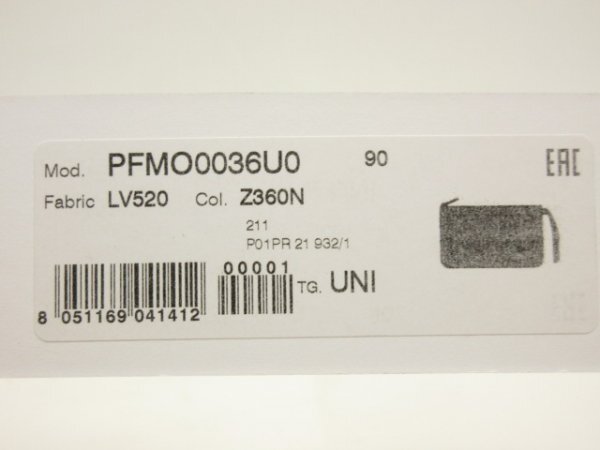 Mod. PFMO0036U0 90 EAC
Fabric LV520 Col. Z360N
211
P01PR 21 932/1
00001
TG. UNI
8 051169 041412